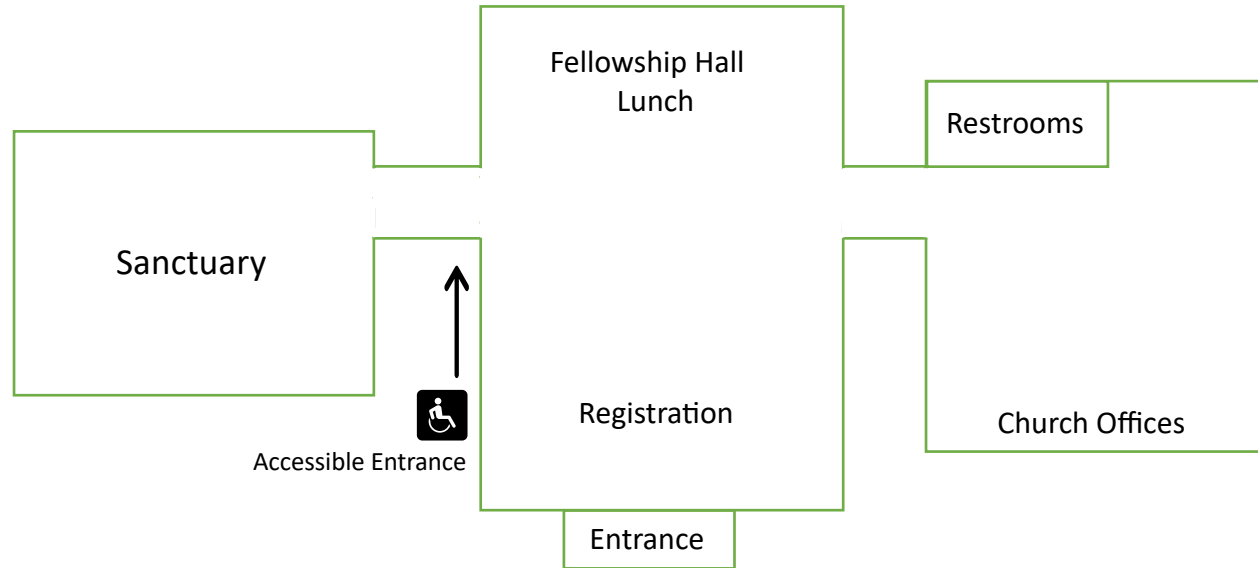 Fellowship Hall
Lunch
Restrooms
Sanctuary
Registration
Church Offices
Accessible Entrance
Entrance